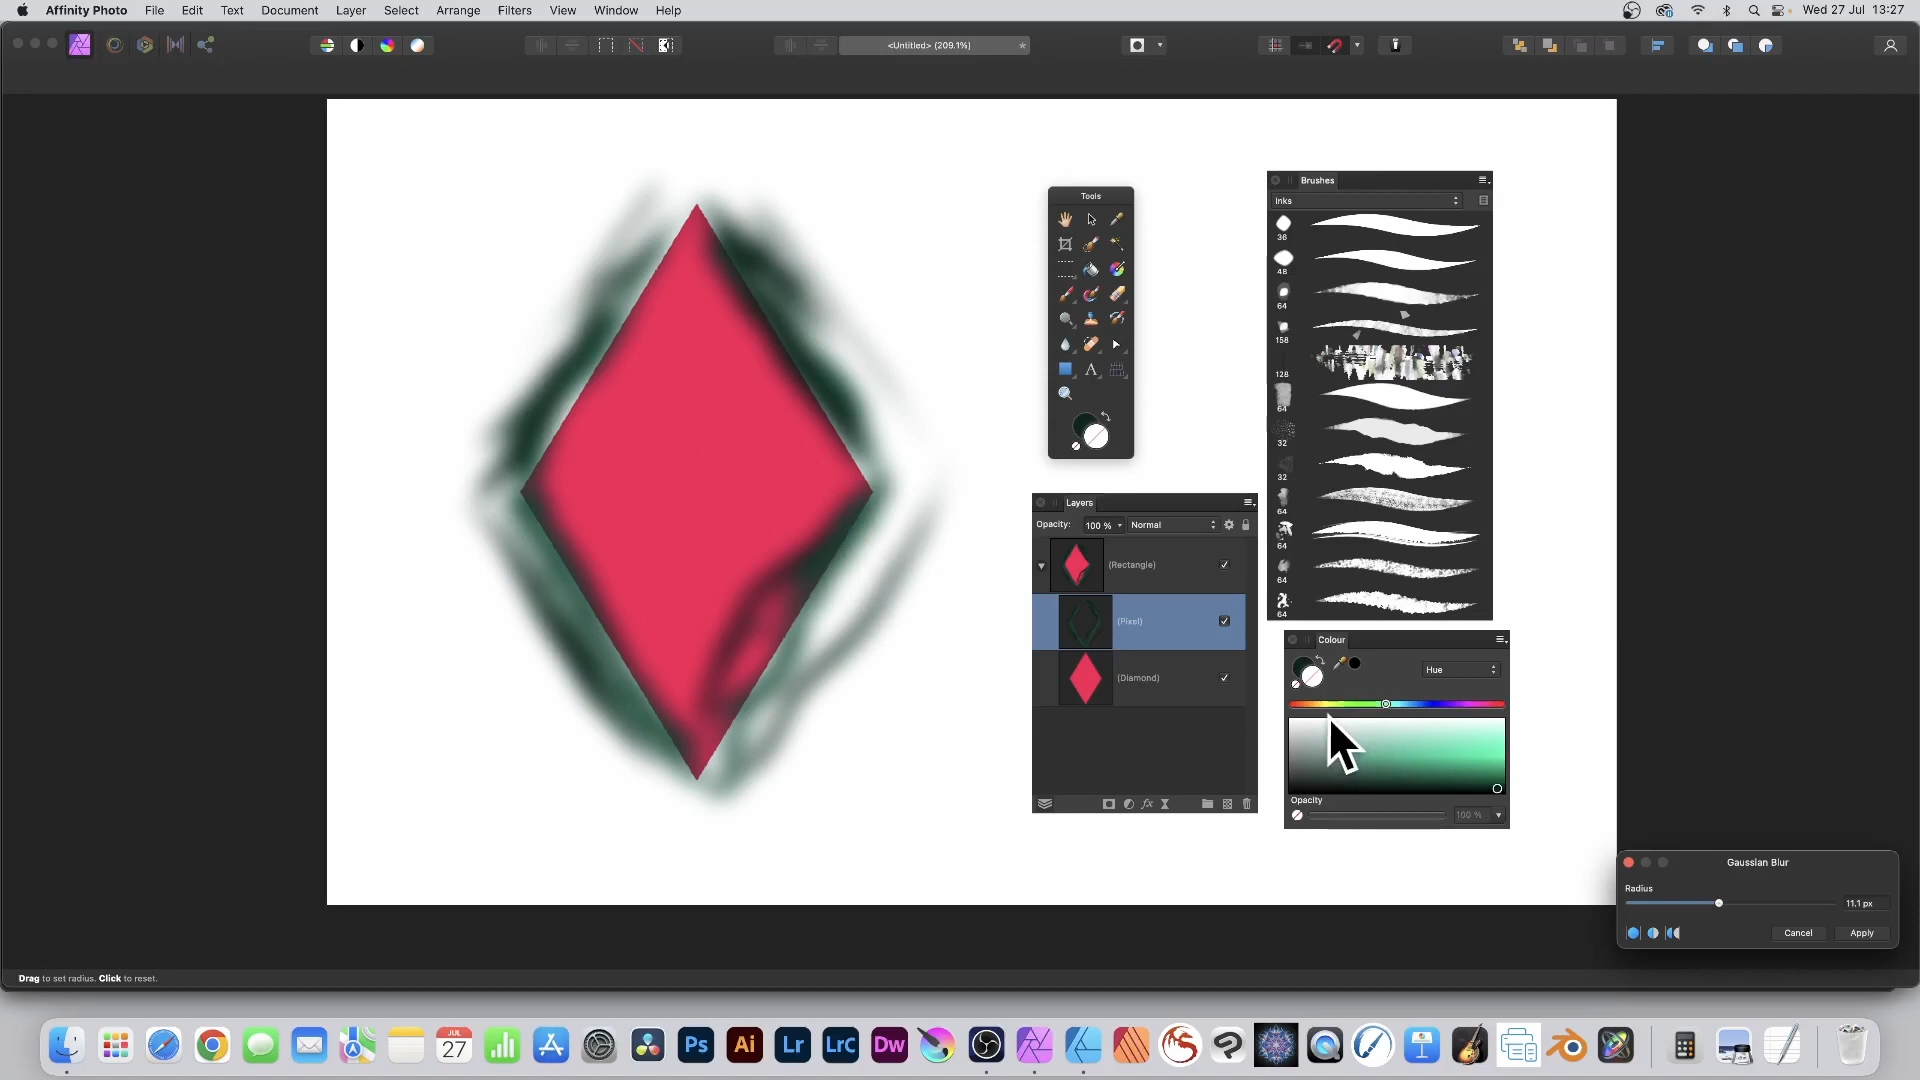 Affinity Photo File Edit Text Document Layer Select Arrange Filters View Window Help
Wed 27 Jul 13:27
<Untitled> (209.1%)
Tools
A
Brushes
Inks
36
48
64
158
128
64
32
32
64
64
64
64
Layers
Opacity: 100 % Normal
(Rectangle)
(Pixel)
(Diamond)
fx
Colour
Hue
Opacity
100 %
Gaussian Blur
Radius
11.1 px
Cancel Apply
Drag to set radius. Click to reset.
JUL
27
Ps Ai Lr LrC Dw